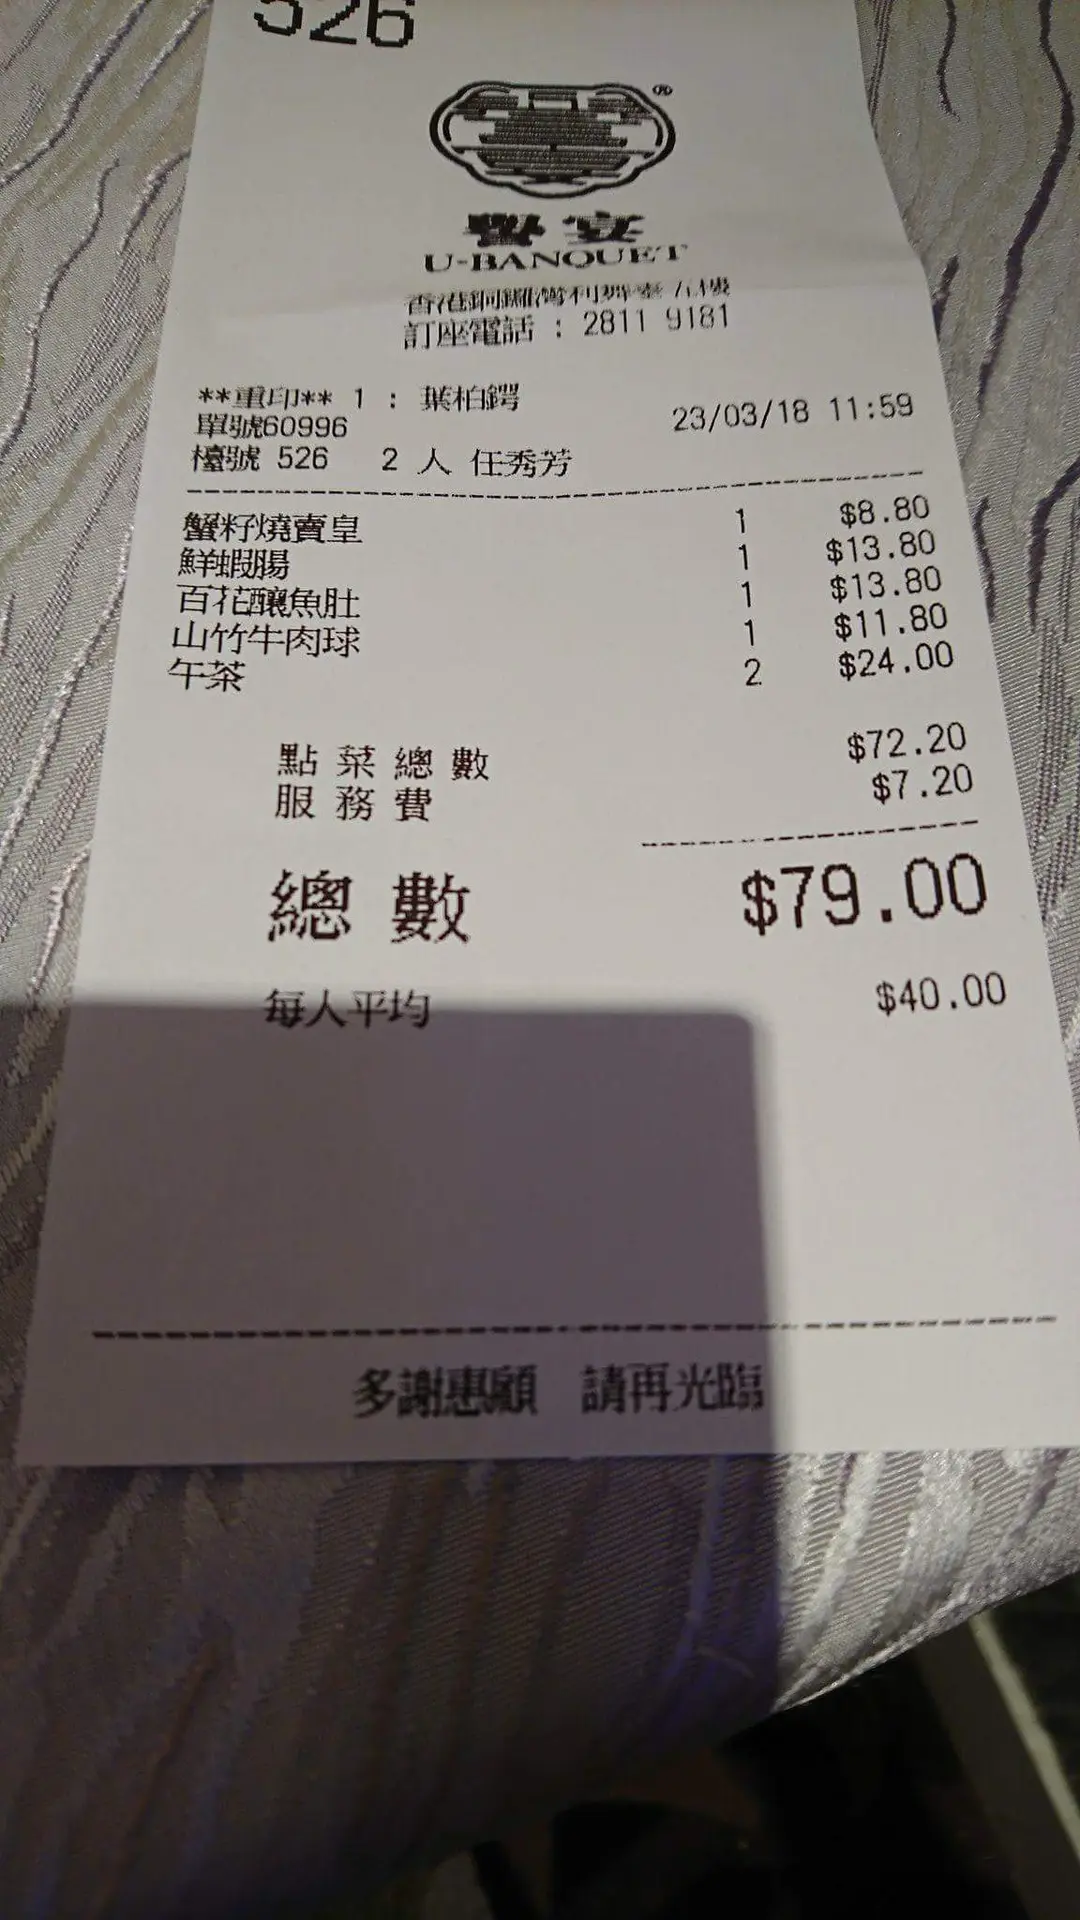 526
®
譽宴
U-BANQUET
香港銅鑼灣利舞臺 樓
訂座電話 : 2811 9181
**重印** 1 : 葉柏鍔
單號60996
23/03/18 11:59
檯號 526 2 人 任秀芳
蟹籽燒賣皇 1 $8.80
鮮蝦腸 1 $13.80
百花釀魚肚 1 $13.80
山竹牛肉球 1 $11.80
午茶 2 $24.00
點菜總數 $72.20
服務費 $7.20
總數 $79.00
每人平均 $40.00
多謝惠顧 請再光臨